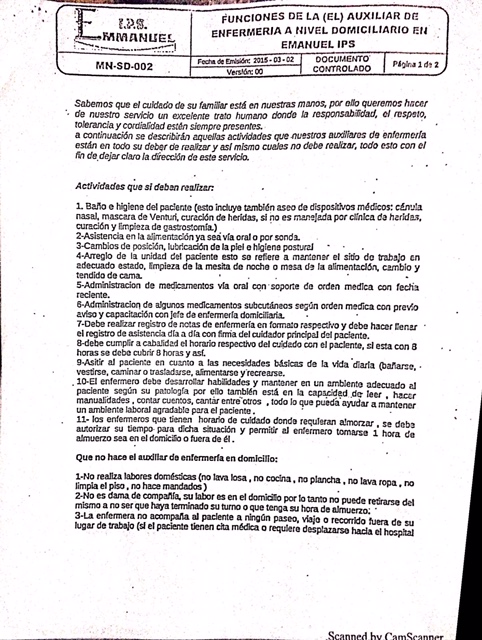 I.P.S.
EMMANUEL
FUNCIONES DE LA (EL) AUXILIAR DE
ENFERMERIA A NIVEL DOMICILIARIO EN
EMANUEL IPS
MN-SD-002
Fecha de Emisión: 2015 - 03 - 02
Versión: 00
DOCUMENTO
CONTROLADO
Página 1 de 2
Sabemos que el cuidado de su familiar está en nuestras manos, por ello queremos hacer
de nuestro servicio un excelente trato humano donde la responsabilidad, el respeto,
tolerancia y cordialidad estén siempre presentes.
a continuación se describirán aquellas actividades que nuestros auxiliares de enfermería
están en todo su deber de realizar y así mismo cuales no debe realizar, todo esto con el
fin de dejar claro la dirección de este servicio.
Actividades que si deban realizar:
1. Baño e higiene del paciente (esto incluye también aseo de dispositivos médicos: cánula
nasal, mascara de Venturi, curación de heridas, si no es manejada por clínica de heridas,
curación y limpieza de gastrostomía.)
2-Asistencia en la alimentación ya sea vía oral o por sonda.
3-Cambios de posición, lubricación de la piel e higiene postural
4-Arreglo de la unidad del paciente esto se refiere a mantener el sitio de trabajo en
adecuado estado, limpieza de la mesita de noche o mesa de la alimentación, cambio y
tendido de cama.
5-Administracion de medicamentos vía oral con soporte de orden medica con fecha
reciente.
6-Administracion de algunos medicamentos subcutáneos según orden medica con previo
aviso y capacitación con jefe de enfermería domiciliaria.
7-Debe realizar registro de notas de enfermería en formato respectivo y debe hacer llenar
el registro de asistencia día a día con firma del cuidador principal del paciente.
8-debe cumplir a cabalidad el horario respectivo del cuidado con el paciente, si esta con 8
horas se debe cubrir 8 horas y así.
9-Asitir al paciente en cuanto a las necesidades básicas de la vida diaria (bañarse,
vestirse, caminar o trasladarse, alimentarse y recrearse.
10-El enfermero debe desarrollar habilidades y mantener en un ambiente adecuado al
paciente según su patología por ello también está en la capacidad de leer , hacer
manualidades , contar cuentos, cantar entre otros , todo lo que pueda ayudar a mantener
un ambiente laboral agradable para el paciente .
11- los enfermeros que tienen horario de cuidado donde requieran almorzar , se deba
autorizar su tiempo para dicha situación y permitir al enfermero tomarse 1 hora de
almuerzo sea en el domicilio o fuera de él .
Que no hace el auxiliar de enfermería en domicilio:
1-No realiza labores domésticas (no lava losa , no cocina , no plancha , no lava ropa , no
limpia el piso , no hace mandados )
2-No es dama de compañía, su labor es en el domicilio por lo tanto no puede retirarse del
mismo a no ser que haya terminado su turno o que tenga su hora de almuerzo.
3-La enfermera no acompaña al paciente a ningún paseo, viaje o recorrido fuera de su
lugar de trabajo (si el paciente tienen cita médica o requiere desplazarse hacia el hospital
Scanned by CamScanner